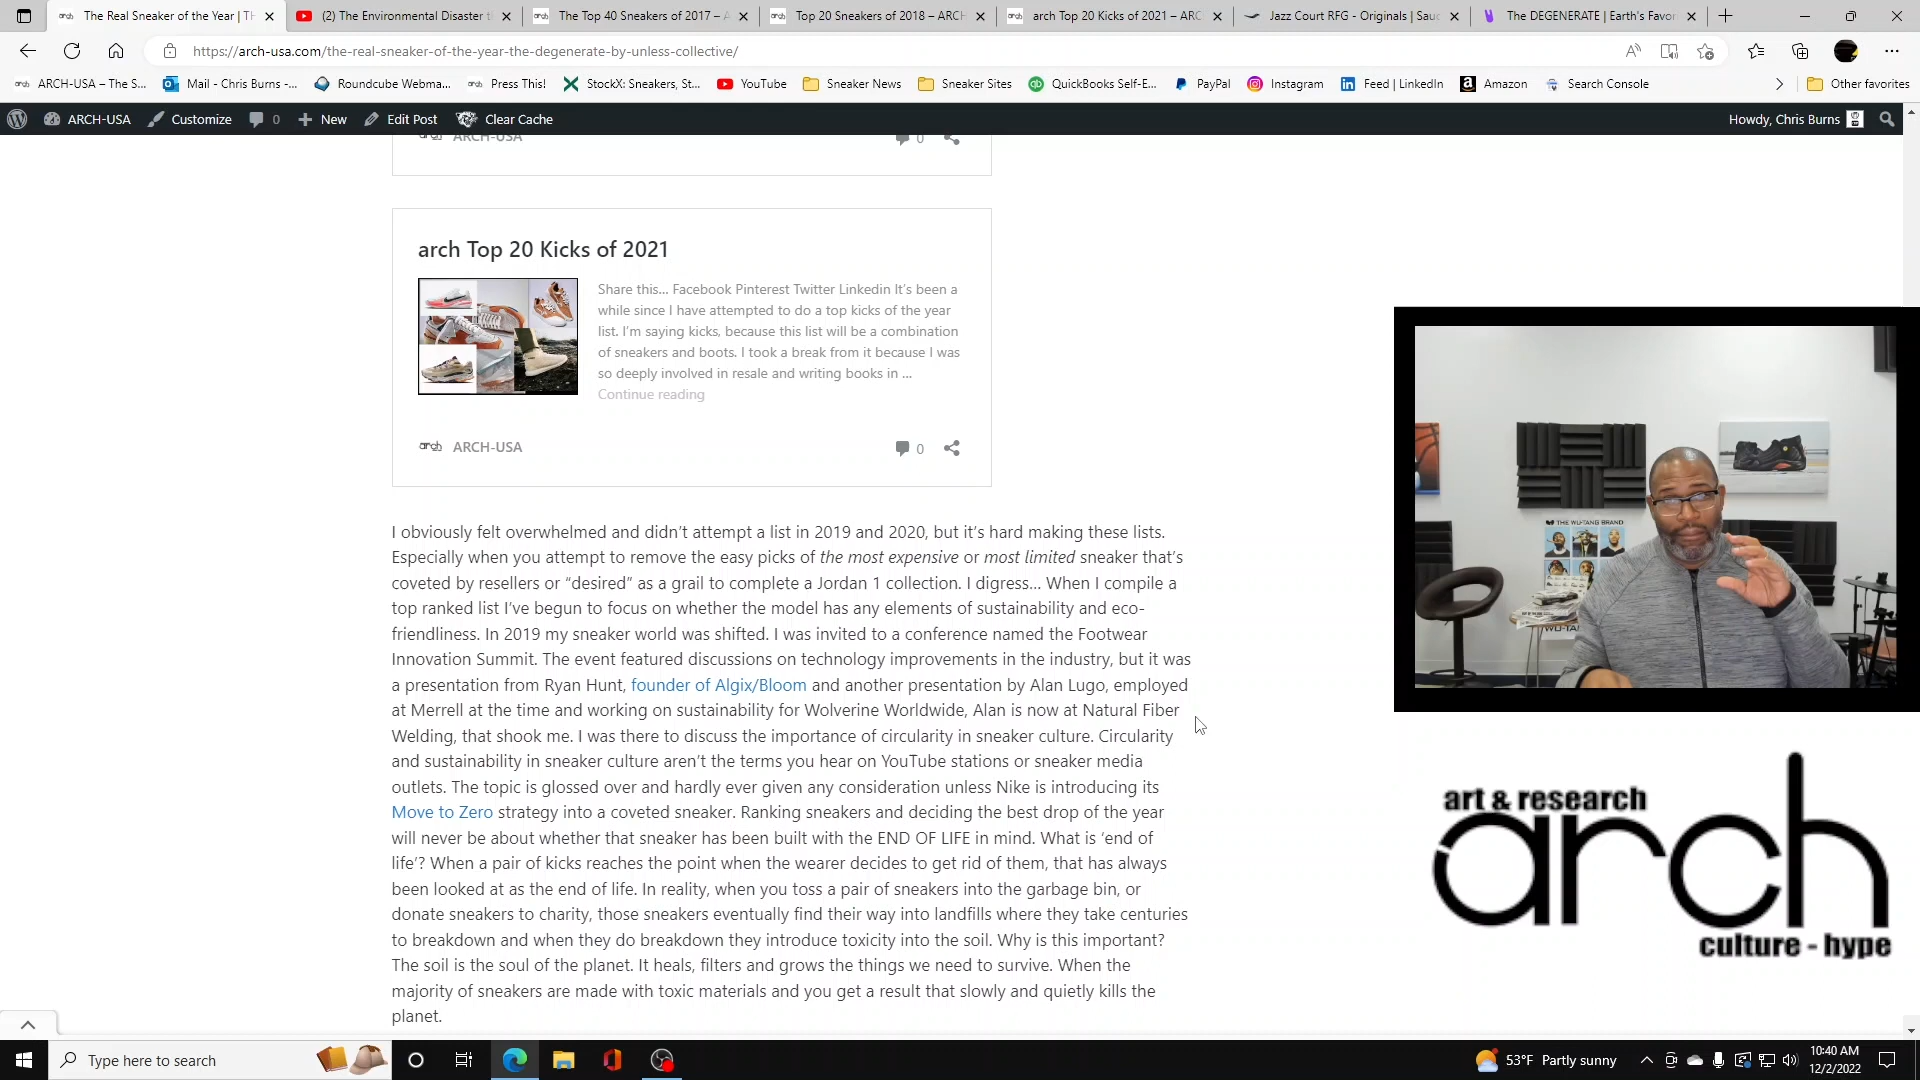 The Real Sneaker of the Year | Th
(2) The Environmental Disaster t
The Top 40 Sneakers of 2017 – A
Top 20 Sneakers of 2018 – ARCH
arch Top 20 Kicks of 2021 – ARC
Jazz Court RFG - Originals | Sauc
The DEGENERATE | Earth's Favor
https://arch-usa.com/the-real-sneaker-of-the-year-the-degenerate-by-unless-collective/
ARCH-USA – The S...
Mail - Chris Burns -...
Roundcube Webma...
Press This!
StockX: Sneakers, St...
YouTube
Sneaker News
Sneaker Sites
QuickBooks Self-E...
PayPal
Instagram
Feed | LinkedIn
Amazon
Search Console
Other favorites
ARCH-USA
Customize
0
New
Edit Post
Clear Cache
Howdy, Chris Burns
ARCH-USA
0
arch Top 20 Kicks of 2021
Share this... Facebook Pinterest Twitter Linkedin It's been a
while since I have attempted to do a top kicks of the year
list. I'm saying kicks, because this list will be a combination
of sneakers and boots. I took a break from it because I was
so deeply involved in resale and writing books in ...
Continue reading
arch ARCH-USA
0
I obviously felt overwhelmed and didn't attempt a list in 2019 and 2020, but it's hard making these lists.
Especially when you attempt to remove the easy picks of the most expensive or most limited sneaker that's
coveted by resellers or “desired” as a grail to complete a Jordan 1 collection. I digress… When I compile a
top ranked list I've begun to focus on whether the model has any elements of sustainability and eco-
friendliness. In 2019 my sneaker world was shifted. I was invited to a conference named the Footwear
Innovation Summit. The event featured discussions on technology improvements in the industry, but it was
a presentation from Ryan Hunt, founder of Algix/Bloom and another presentation by Alan Lugo, employed
at Merrell at the time and working on sustainability for Wolverine Worldwide, Alan is now at Natural Fiber
Welding, that shook me. I was there to discuss the importance of circularity in sneaker culture. Circularity
and sustainability in sneaker culture aren't the terms you hear on YouTube stations or sneaker media
outlets. The topic is glossed over and hardly ever given any consideration unless Nike is introducing its
Move to Zero strategy into a coveted sneaker. Ranking sneakers and deciding the best drop of the year
will never be about whether that sneaker has been built with the END OF LIFE in mind. What is ‘end of
life’? When a pair of kicks reaches the point when the wearer decides to get rid of them, that has always
been looked at as the end of life. In reality, when you toss a pair of sneakers into the garbage bin, or
donate sneakers to charity, those sneakers eventually find their way into landfills where they take centuries
to breakdown and when they do breakdown they introduce toxicity into the soil. Why is this important?
The soil is the soul of the planet. It heals, filters and grows the things we need to survive. When the
majority of sneakers are made with toxic materials and you get a result that slowly and quietly kills the
planet.
THE WU-TANG BRAND
WU-TANG
art & research
arch
culture - hype
Type here to search
53°F Partly sunny
10:40 AM
12/2/2022